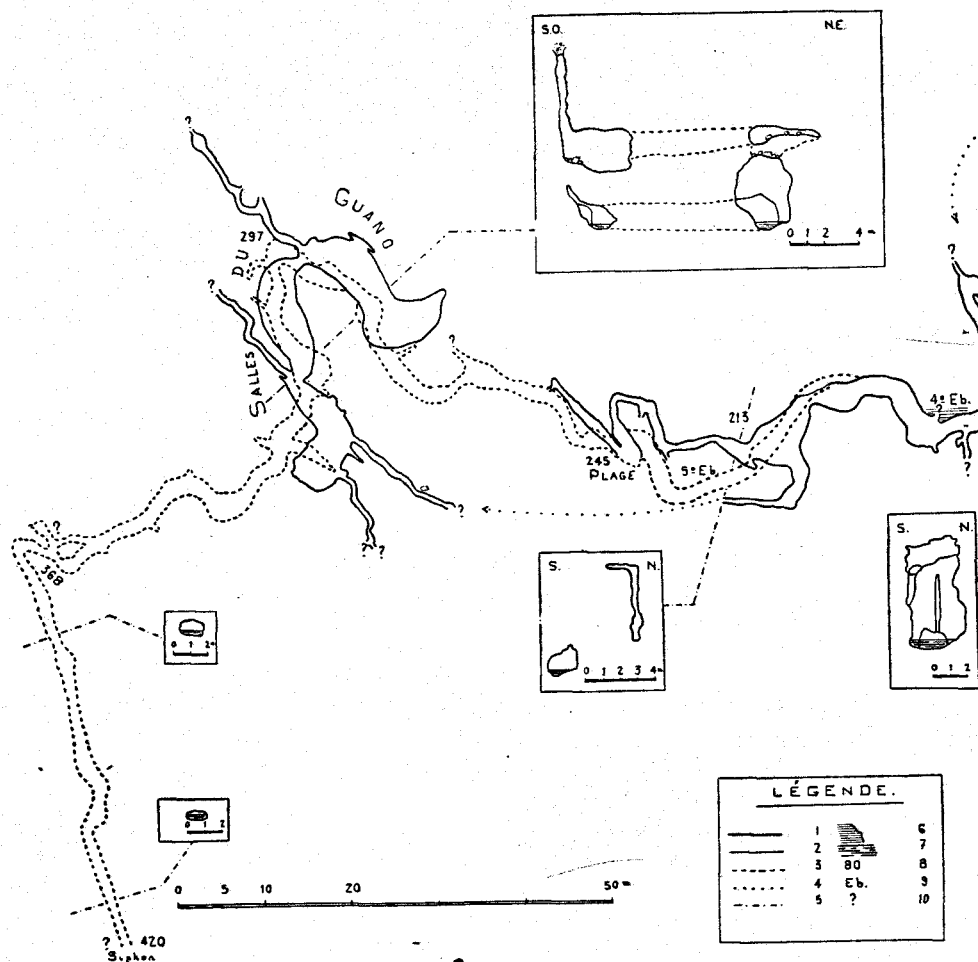 S.O. N.E.
0 1 2 4 m
?
GUANO
DU
297
SALLES
?
?
?
4e Eb.
?
?
213
245
PLAGE
5e Eb.
?
? ?
?
368
S. N.
0 1 2 3 4 m
S. N.
0 1 2
0 1 2 m
0 1 2
0 5 10 20 50 m
? 420
Syphon
LÉGENDE.
1 6
2 7
3 80 8
4 Eb. 9
5 ? 10